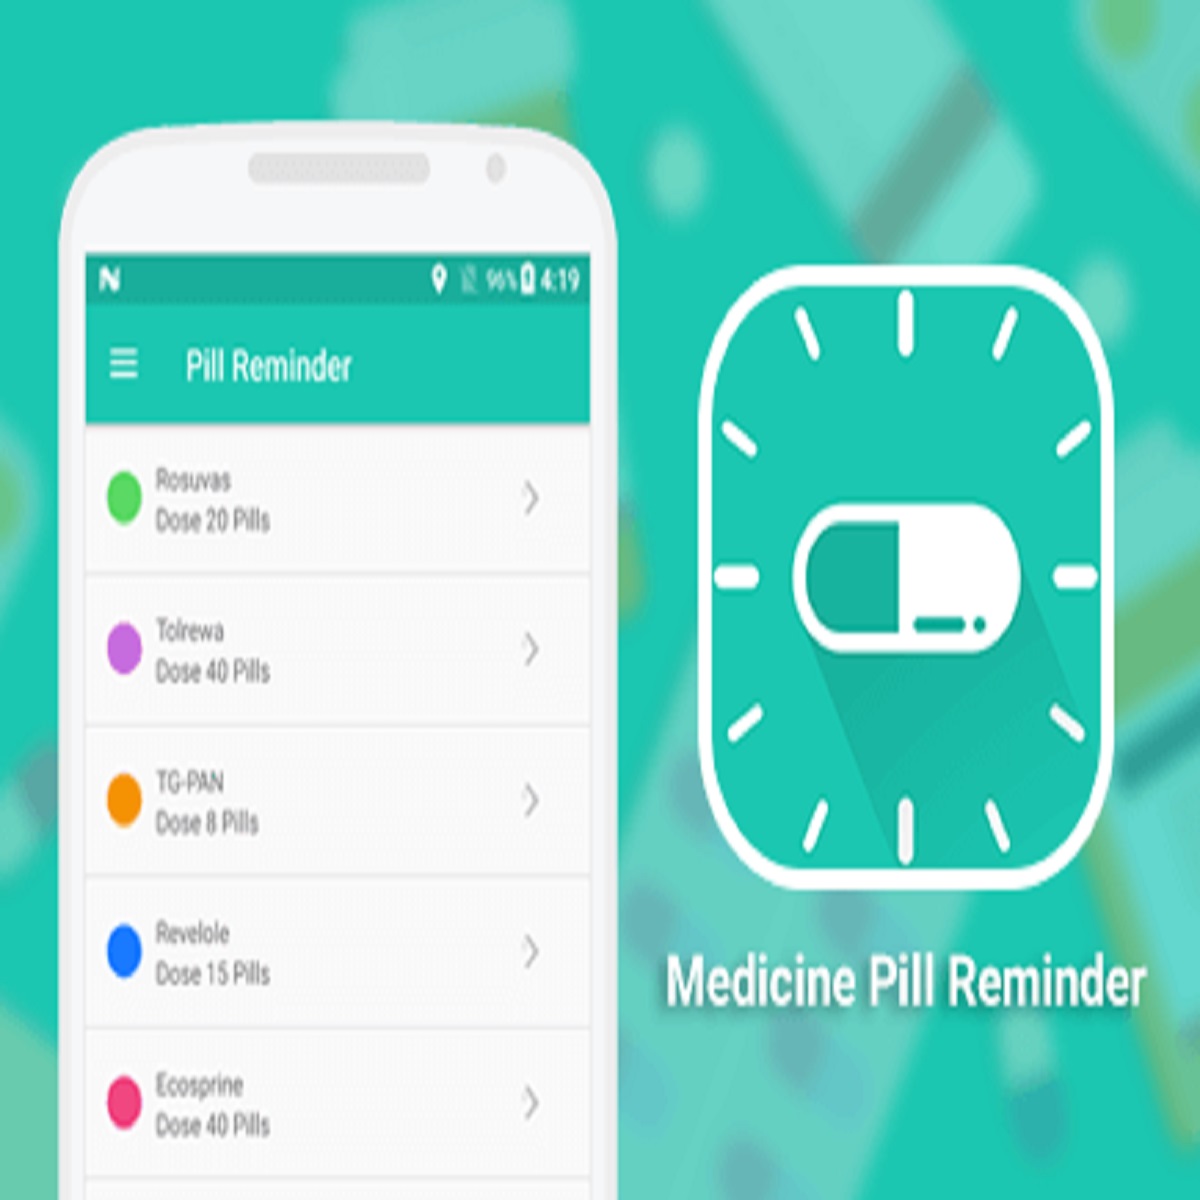 N 96% 4:19
Pill Reminder
Rosuvas
Dose 20 Pills
Tolrewa
Dose 40 Pills
TG-PAN
Dose 8 Pills
Revelole
Dose 15 Pills
Ecosprine
Dose 40 Pills
Medicine Pill Reminder